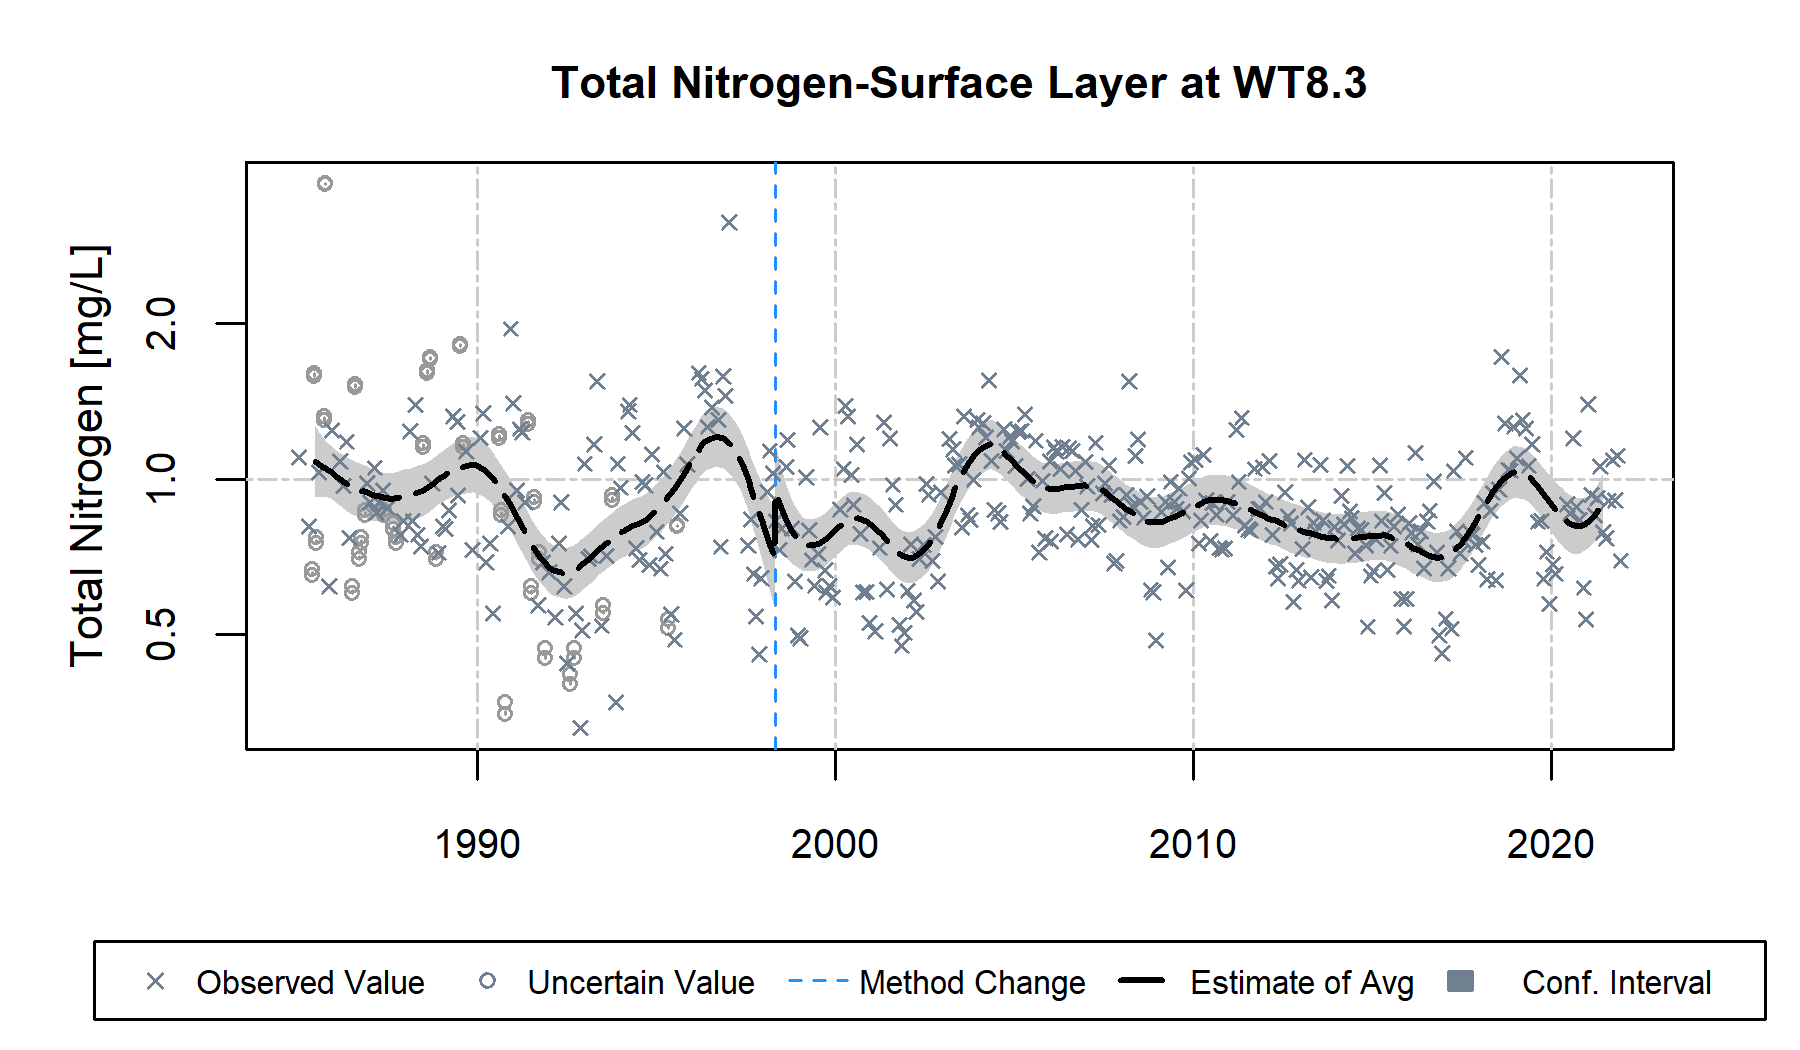 Total Nitrogen-Surface Layer at WT8.3
Total Nitrogen [mg/L]
2.0
1.0
0.5
1990 2000 2010 2020
Observed Value Uncertain Value Method Change Estimate of Avg Conf. Interval